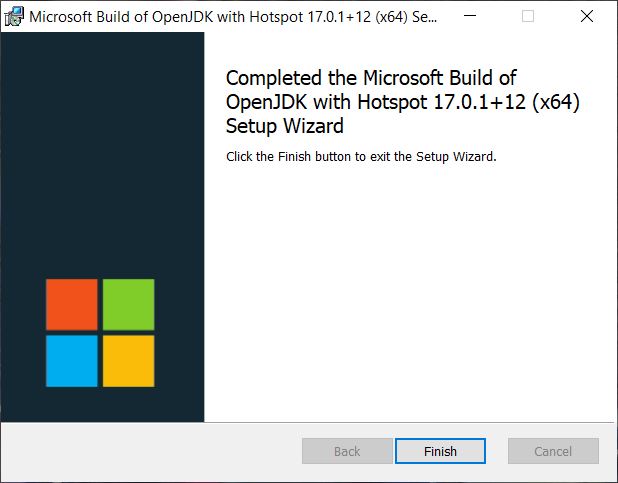 Microsoft Build of OpenJDK with Hotspot 17.0.1+12 (x64) Se...
Completed the Microsoft Build of
OpenJDK with Hotspot 17.0.1+12 (x64)
Setup Wizard
Click the Finish button to exit the Setup Wizard.
Back
Finish
Cancel